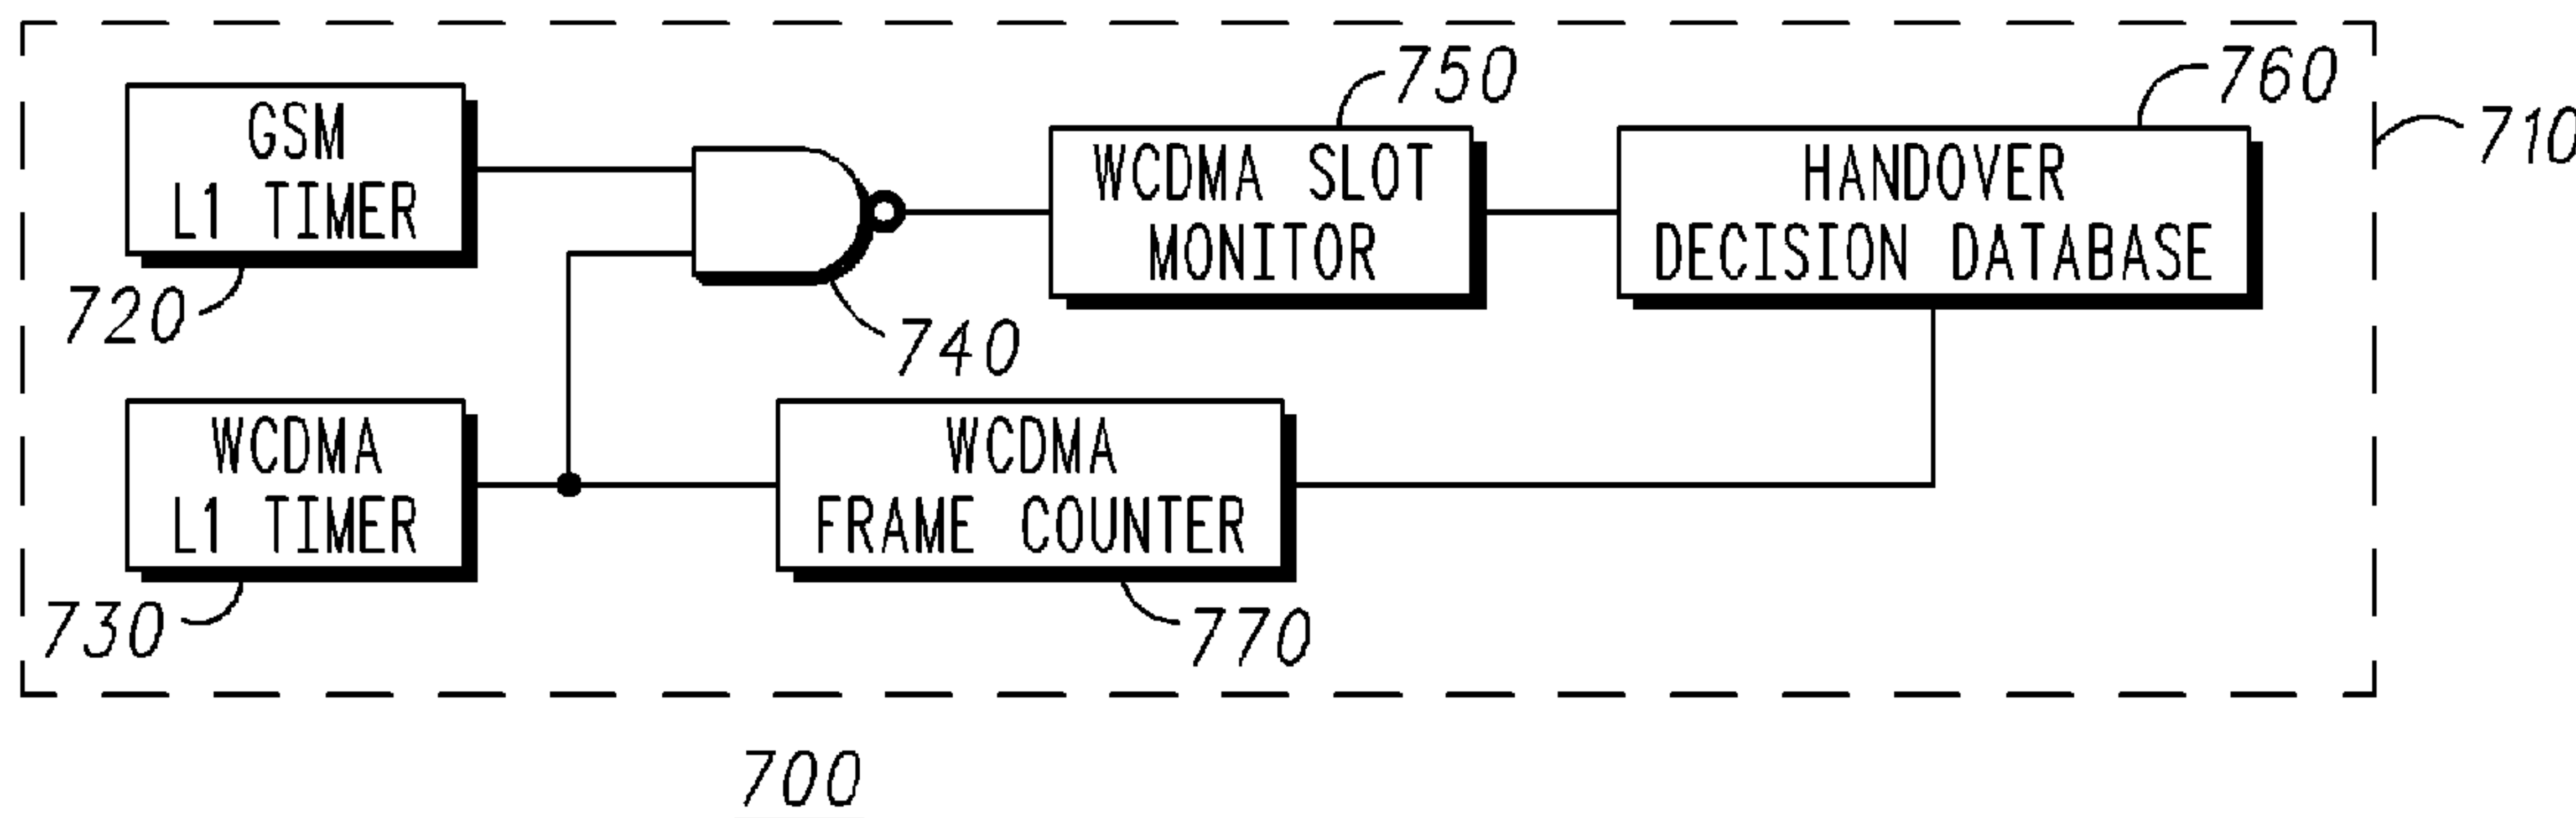 750
760
710
GSM
L1 TIMER
WCDMA SLOT
MONITOR
HANDOVER
DECISION DATABASE
720
740
WCDMA
L1 TIMER
WCDMA
FRAME COUNTER
730
770
700